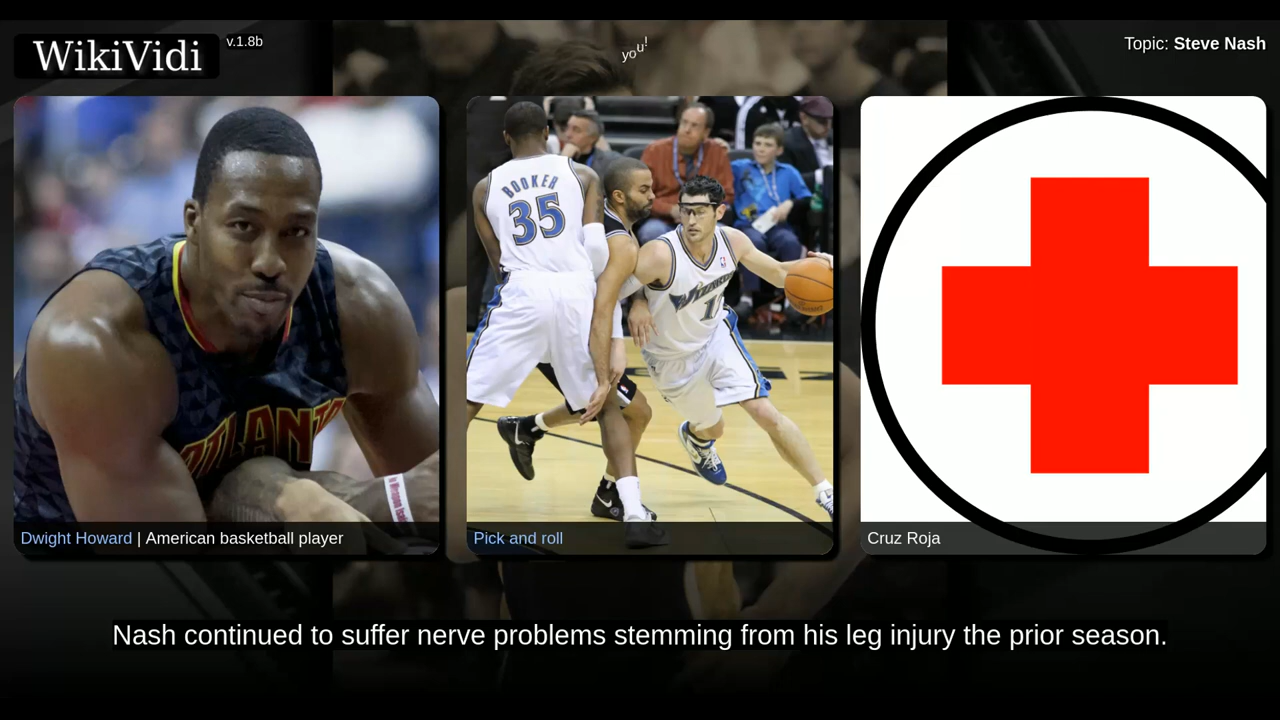 WikiVidi
v.1.8b
you!
Topic: Steve Nash
ATLANTA
BOOKER
35
Dwight Howard | American basketball player
Pick and roll
Cruz Roja
Nash continued to suffer nerve problems stemming from his leg injury the prior season.